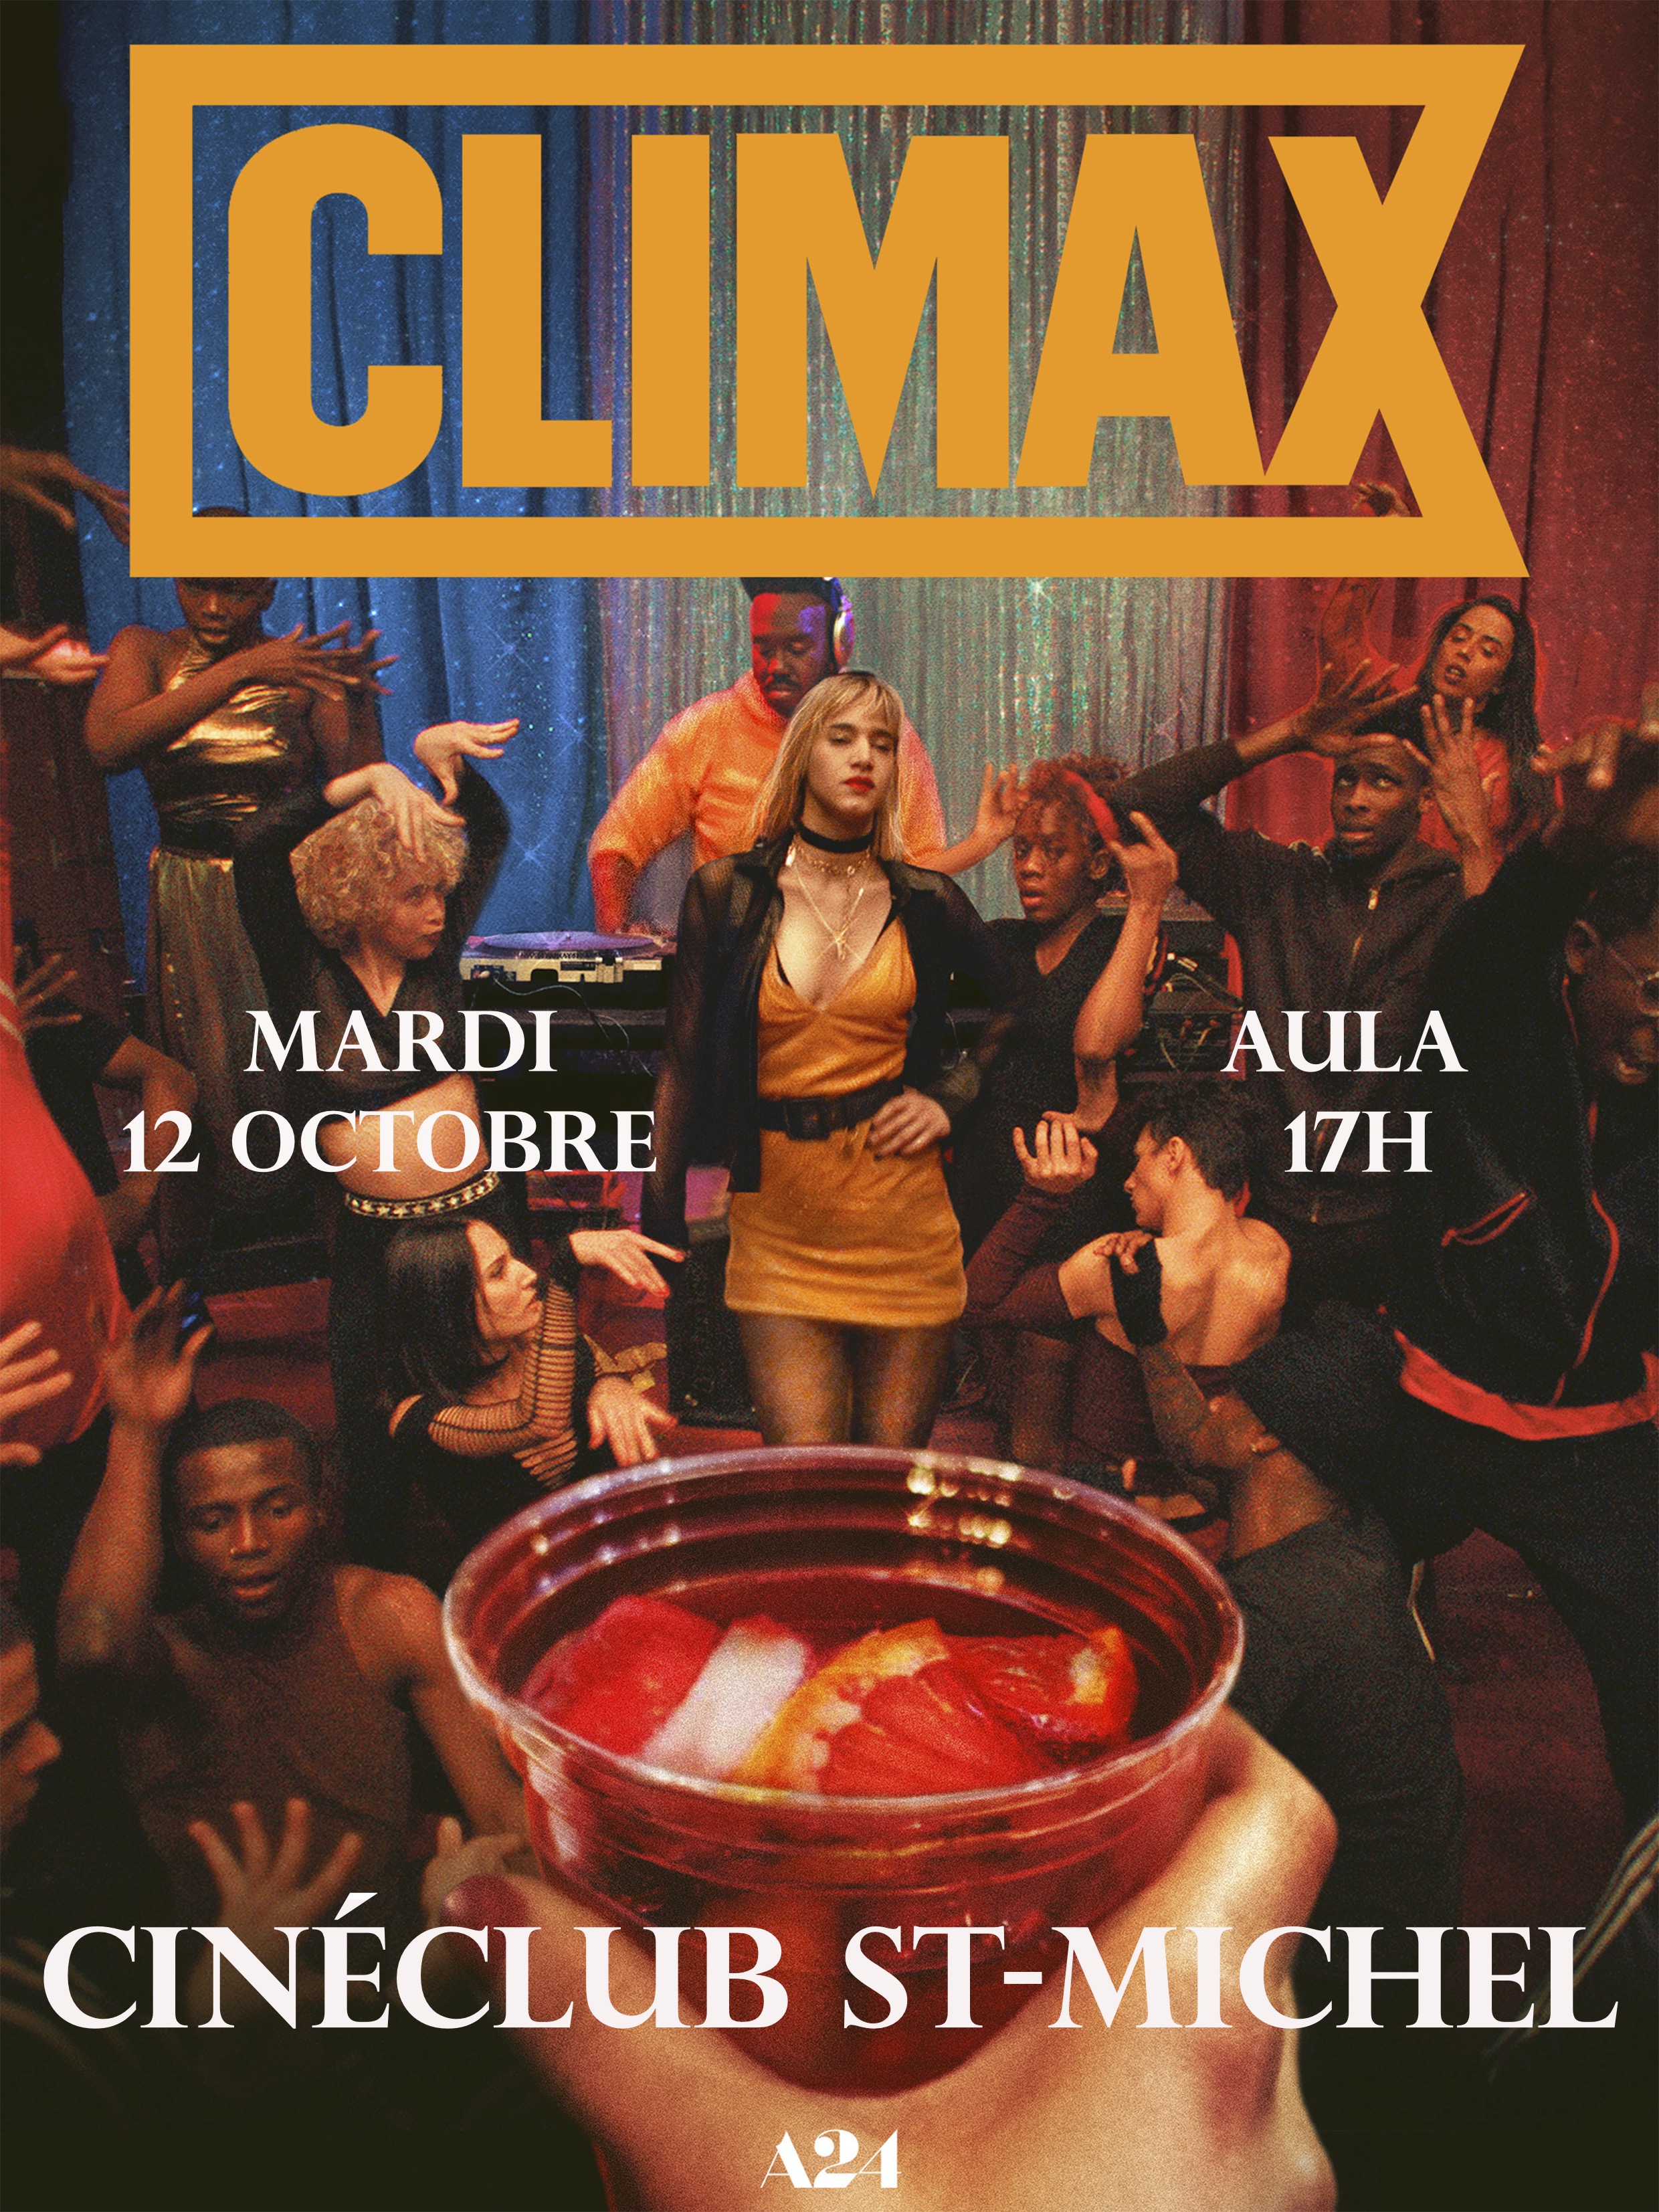 CLIMAX
MARDI
12 OCTOBRE
AULA
17H
CINÉCLUB ST-MICHEL
A24